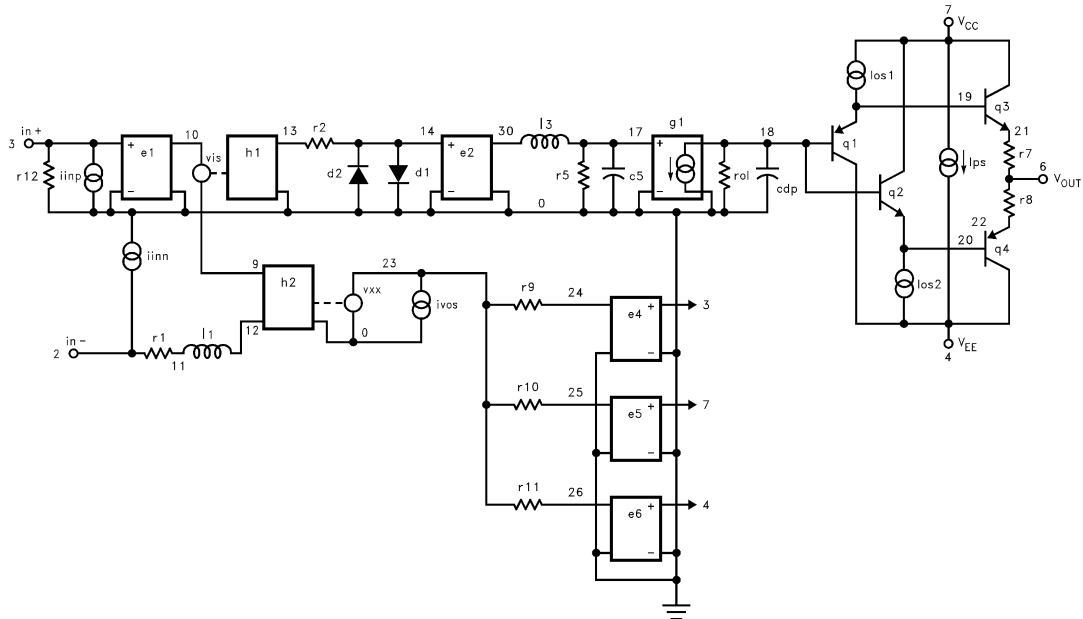 7
VCC
Ios1
19
q3
21
r7
6
VOUT
r8
22
20
q4
Ios2
VEE
4
Ips
q1
q2
in+
3
r12
iinp
+
e1
–
10
vis
h1
13
r2
d2
d1
14
+
e2
–
30
l3
r5
c5
17
+
g1
–
18
rol
cdp
0
iinn
9
h2
12
in-
2
r1
11
l1
23
vxx
ivos
0
r9
24
+
e4
–
3
r10
25
+
e5
–
7
r11
26
+
e6
–
4